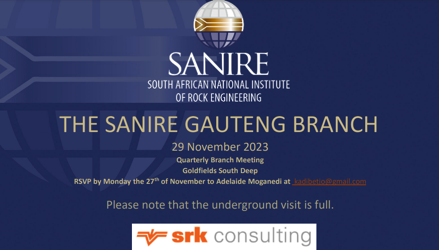 SANIRE
SOUTH AFRICAN NATIONAL INSTITUTE
OF ROCK ENGINEERING
THE SANIRE GAUTENG BRANCH
29 November 2023
Quarterly Branch Meeting
Goldfields South Deep
RSVP by Monday the 27th of November to Adelaide Moganedi at
Please note that the underground visit is full.
srk consulting